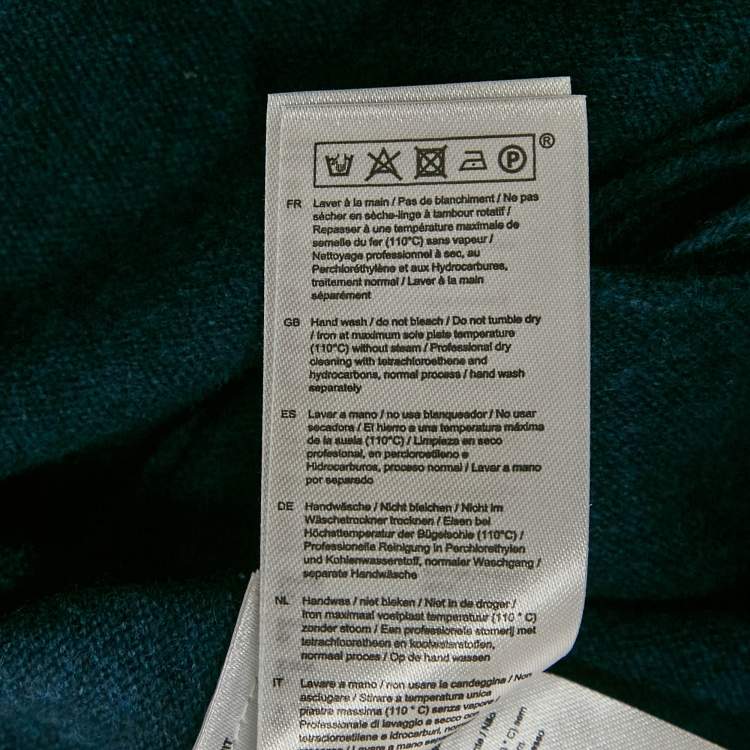 P ®
FR Laver à la main / Pas de blanchiment / Ne pas
sécher en sèche-linge à tambour rotatif /
Repasser à une température maximale de
semelle du fer (110°C) sans vapeur /
Nettoyage professionnel à sec, au
Perchloréthylène et aux Hydrocarbures,
traitement normal / Laver à la main
séparément
GB Hand wash / do not bleach / Do not tumble dry
/ Iron at maximum sole plate temperature
(110°C) without steam / Professional dry
cleaning with tetrachloroethene and
hydrocarbons, normal process / hand wash
separately
ES Lavar a mano / no usa blanqueador / No usar
secadora / El hierro a una temperatura máxima
de la suela (110°C) / Limpieza en seco
profesional, en percloroetileno e
Hidrocarburos, proceso normal / Lavar a mano
por separado
DE Handwäsche / Nicht bleichen / Nicht im
Wäschetrockner trocknen / Eisen bei
Höchsttemperatur der Bügelsohle (110°C) /
Professionelle Reinigung in Perchlorethylen
und Kohlenwasserstoff, normaler Waschgang /
separate Handwäsche
NL Handwas / niet bleken / Niet in de droger /
Iron maximaal voetplaat temperatuur (110 ° C)
zonder stoom / Een professionele stomerij met
tetrachlooretheen en koolwaterstoffen,
normaal proces / Op de hand wassen
IT Lavare a mano / non usare la candeggina / Non
asciugare / Stirare a temperatura unica
piastra massima (110 ° C) senza vapore
Professionale di lavaggio a secco con
tetracloroetilene e idrocarburi, nor
Lavare a mano
/ Não
° C) sem